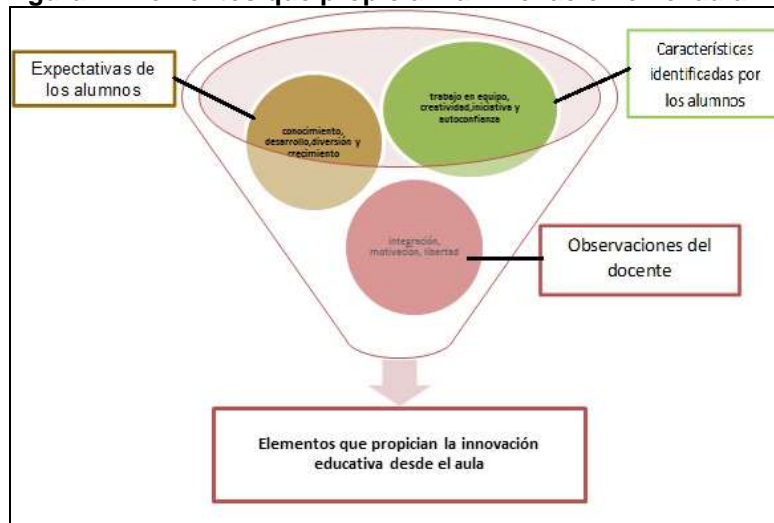 Expectativas de
los alumnos
Características
identificadas por
los alumnos
trabajo en equipo,
creatividad,iniciativa y
autoconfianza
conocimiento,
desarrollo,diversión y
crecimiento
integración,
motivacion, libertad
Observaciones del
docente
Elementos que propician la innovación
educativa desde el aula